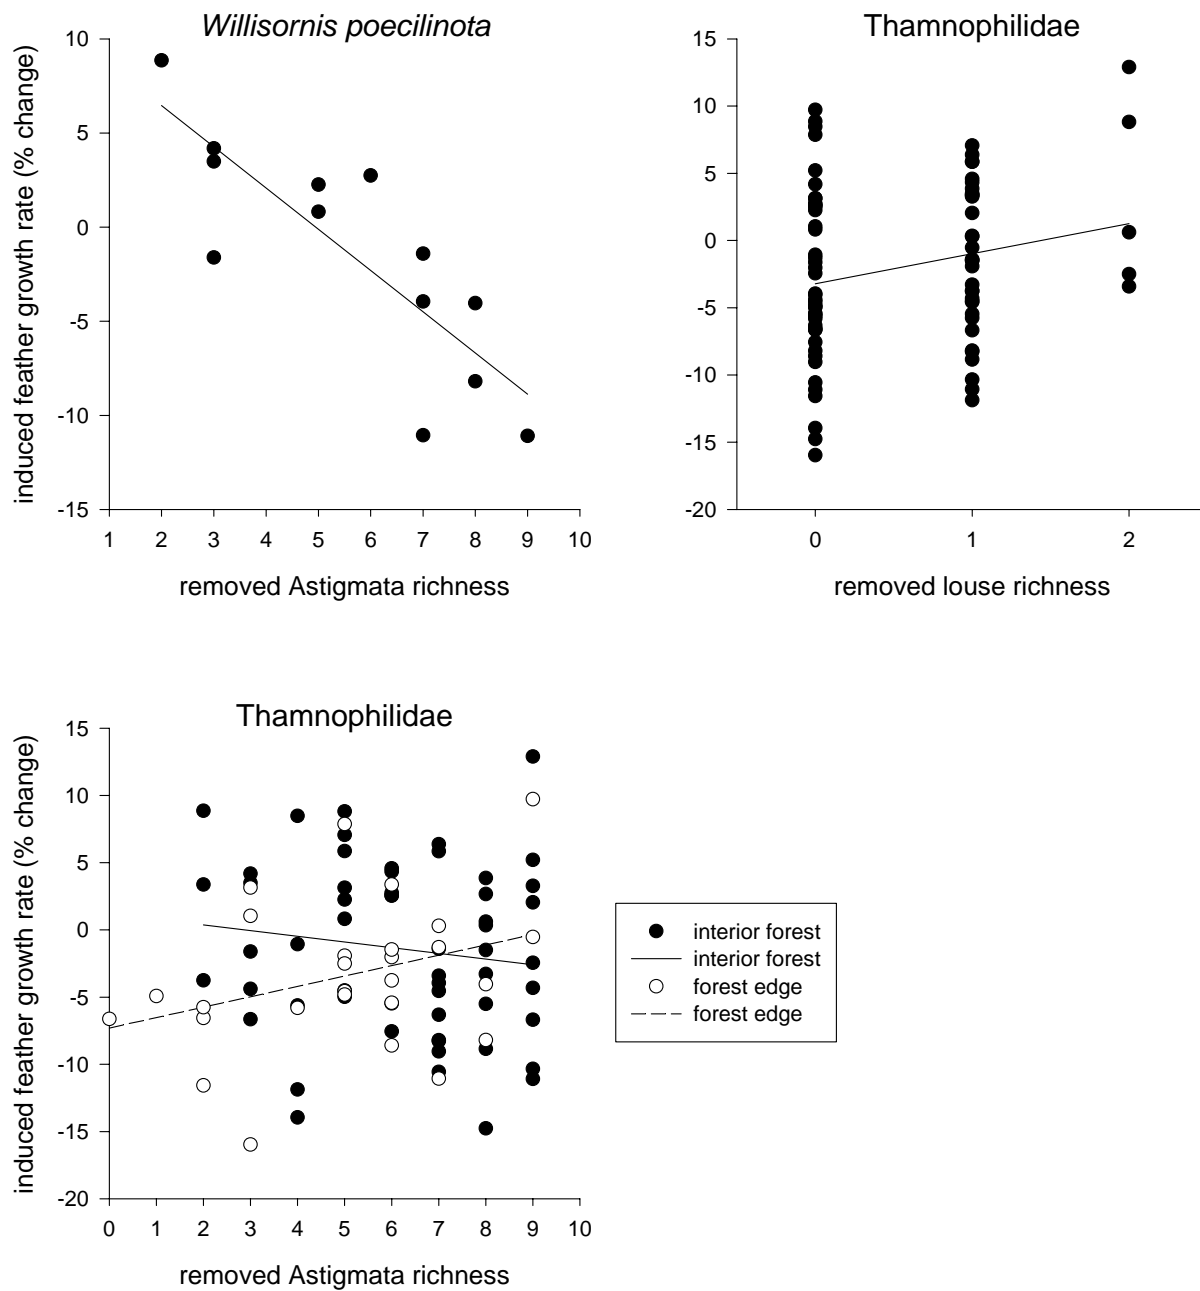 Willisornis poecilinota
induced feather growth rate (% change)
10
5
0
-5
-10
-15
1 2 3 4 5 6 7 8 9 10
removed Astigmata richness
Thamnophilidae
15
10
5
0
-5
-10
-15
-20
0 1 2
removed louse richness
Thamnophilidae
induced feather growth rate (% change)
15
10
5
0
-5
-10
-15
-20
0 1 2 3 4 5 6 7 8 9 10
removed Astigmata richness
interior forest
interior forest
forest edge
forest edge